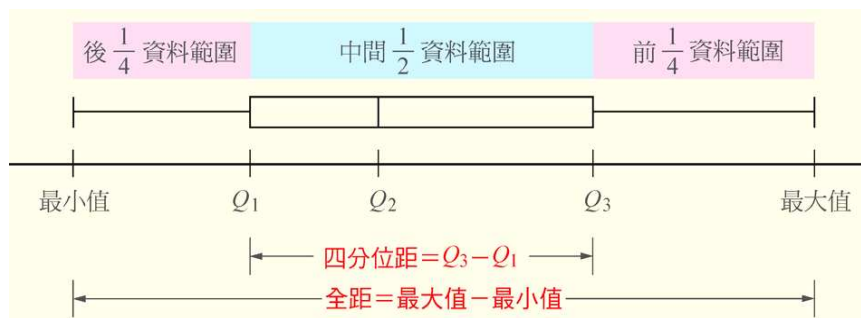 後 1/4 資料範圍 中間 1/2 資料範圍 前 1/4 資料範圍
最小值 Q1 Q2 Q3 最大值
四分位距=Q3−Q1
全距=最大值−最小值